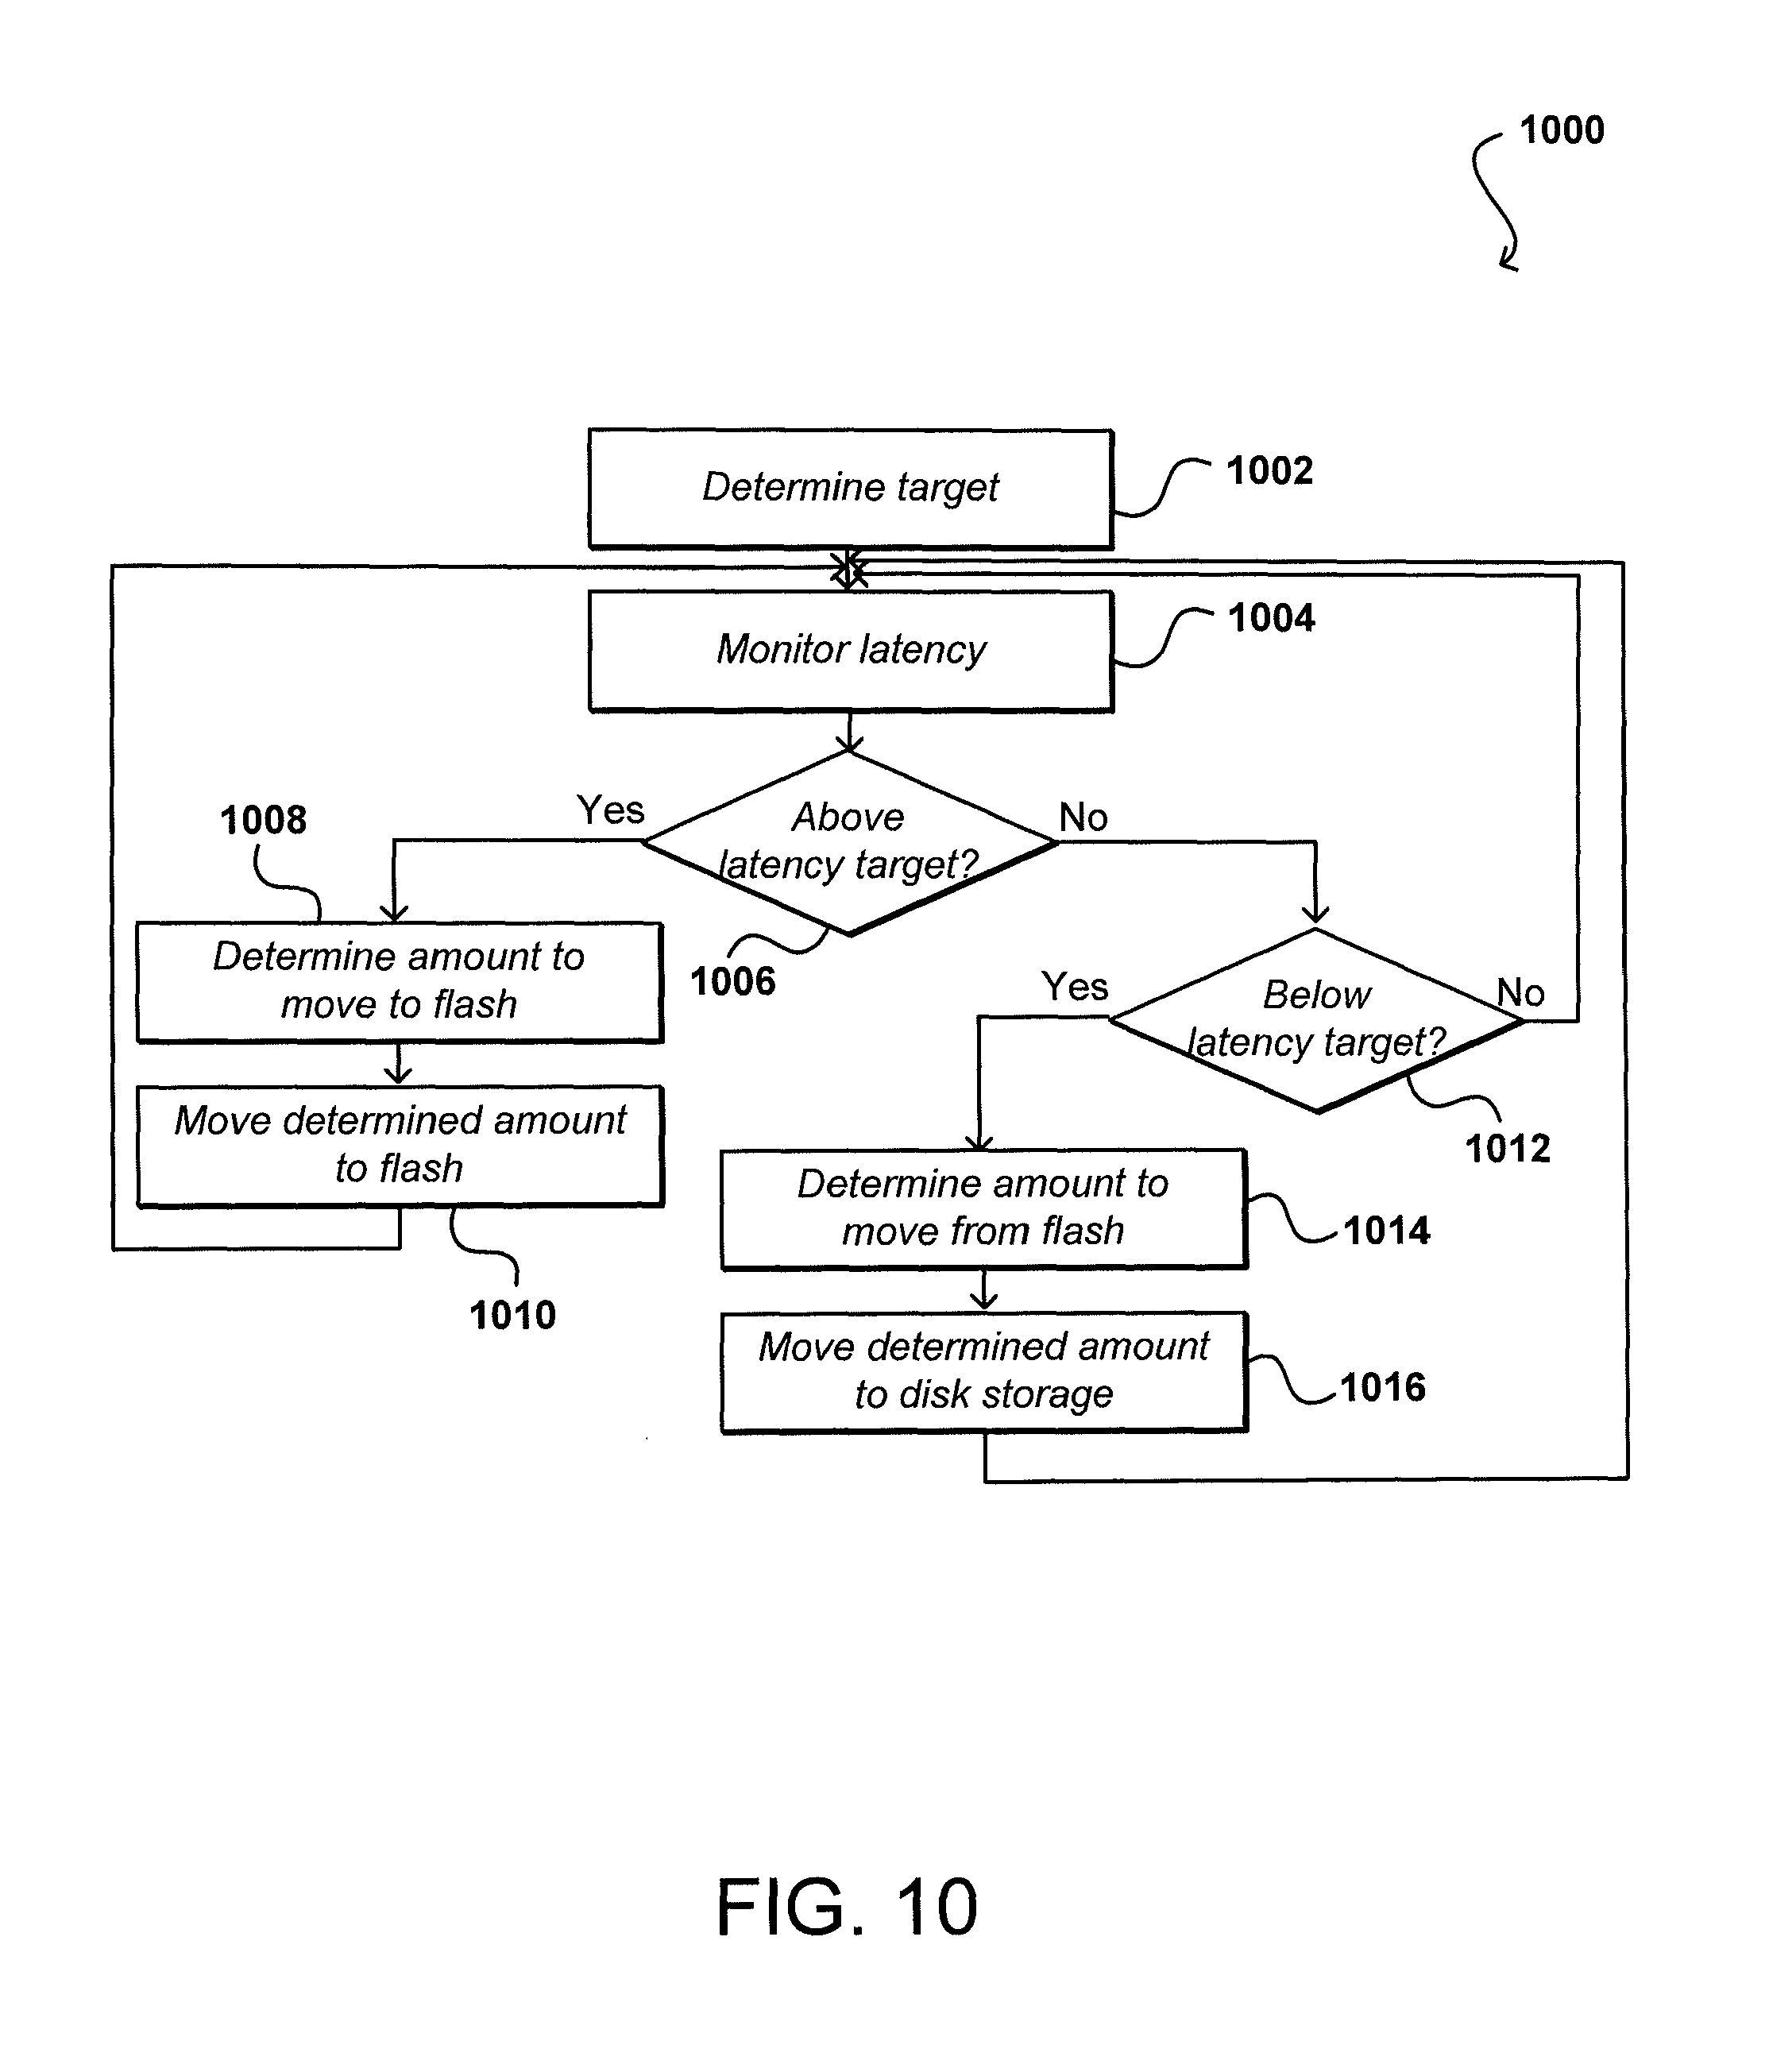 1000
Determine target
1002
Monitor latency
1004
Above
latency target?
Yes
No
1006
1008
Determine amount to
move to flash
Move determined amount
to flash
1010
Below
latency target?
Yes
No
1012
Determine amount to
move from flash
1014
Move determined amount
to disk storage
1016
FIG. 10